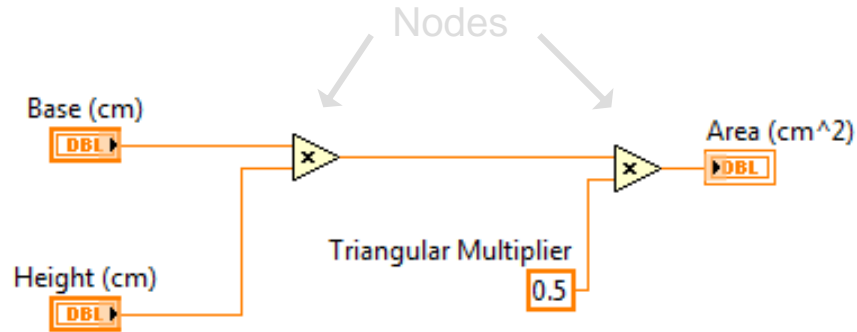 Nodes
Base (cm)
DBL
×
×
Area (cm^2)
DBL
Triangular Multiplier
0.5
Height (cm)
DBL